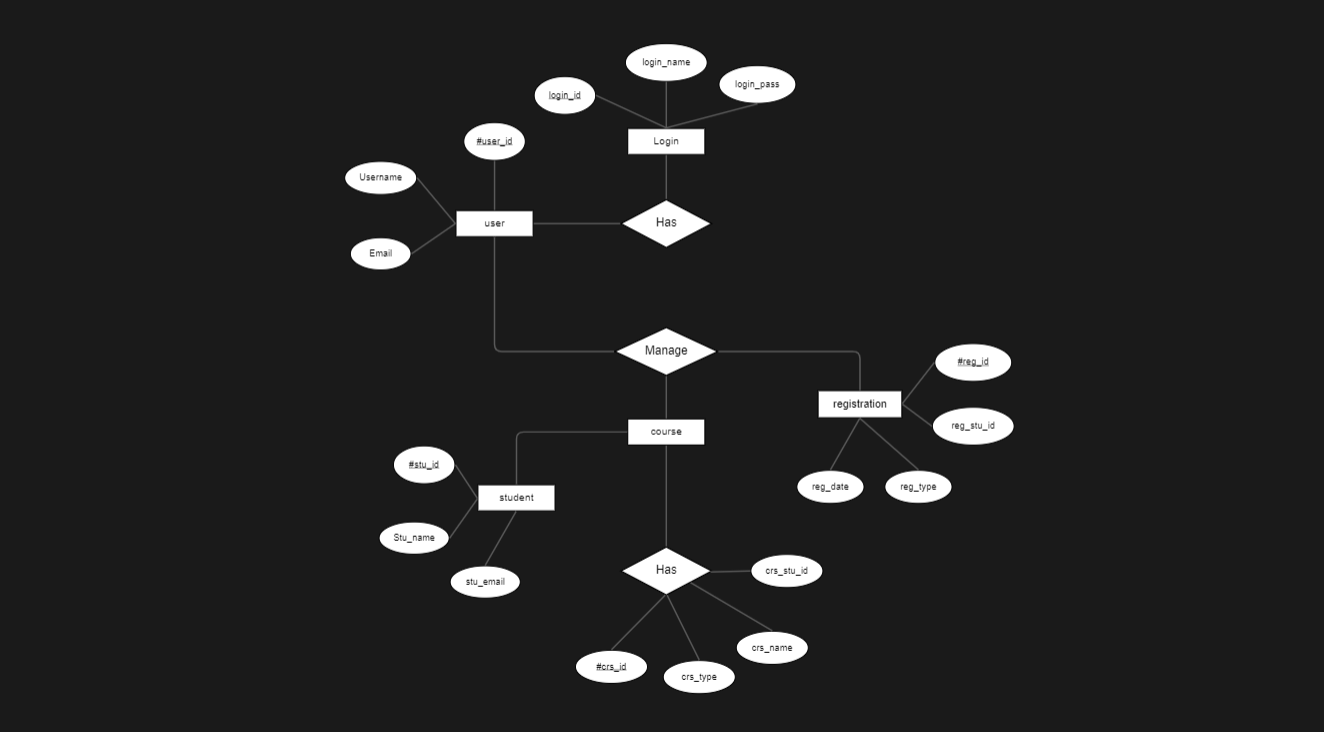 login_name
login_pass
login_id
#user_id
Login
Username
user
Has
Email
Manage
#reg_id
registration
reg_stu_id
course
#stu_id
reg_date
reg_type
student
Stu_name
stu_email
Has
crs_stu_id
crs_name
#crs_id
crs_type